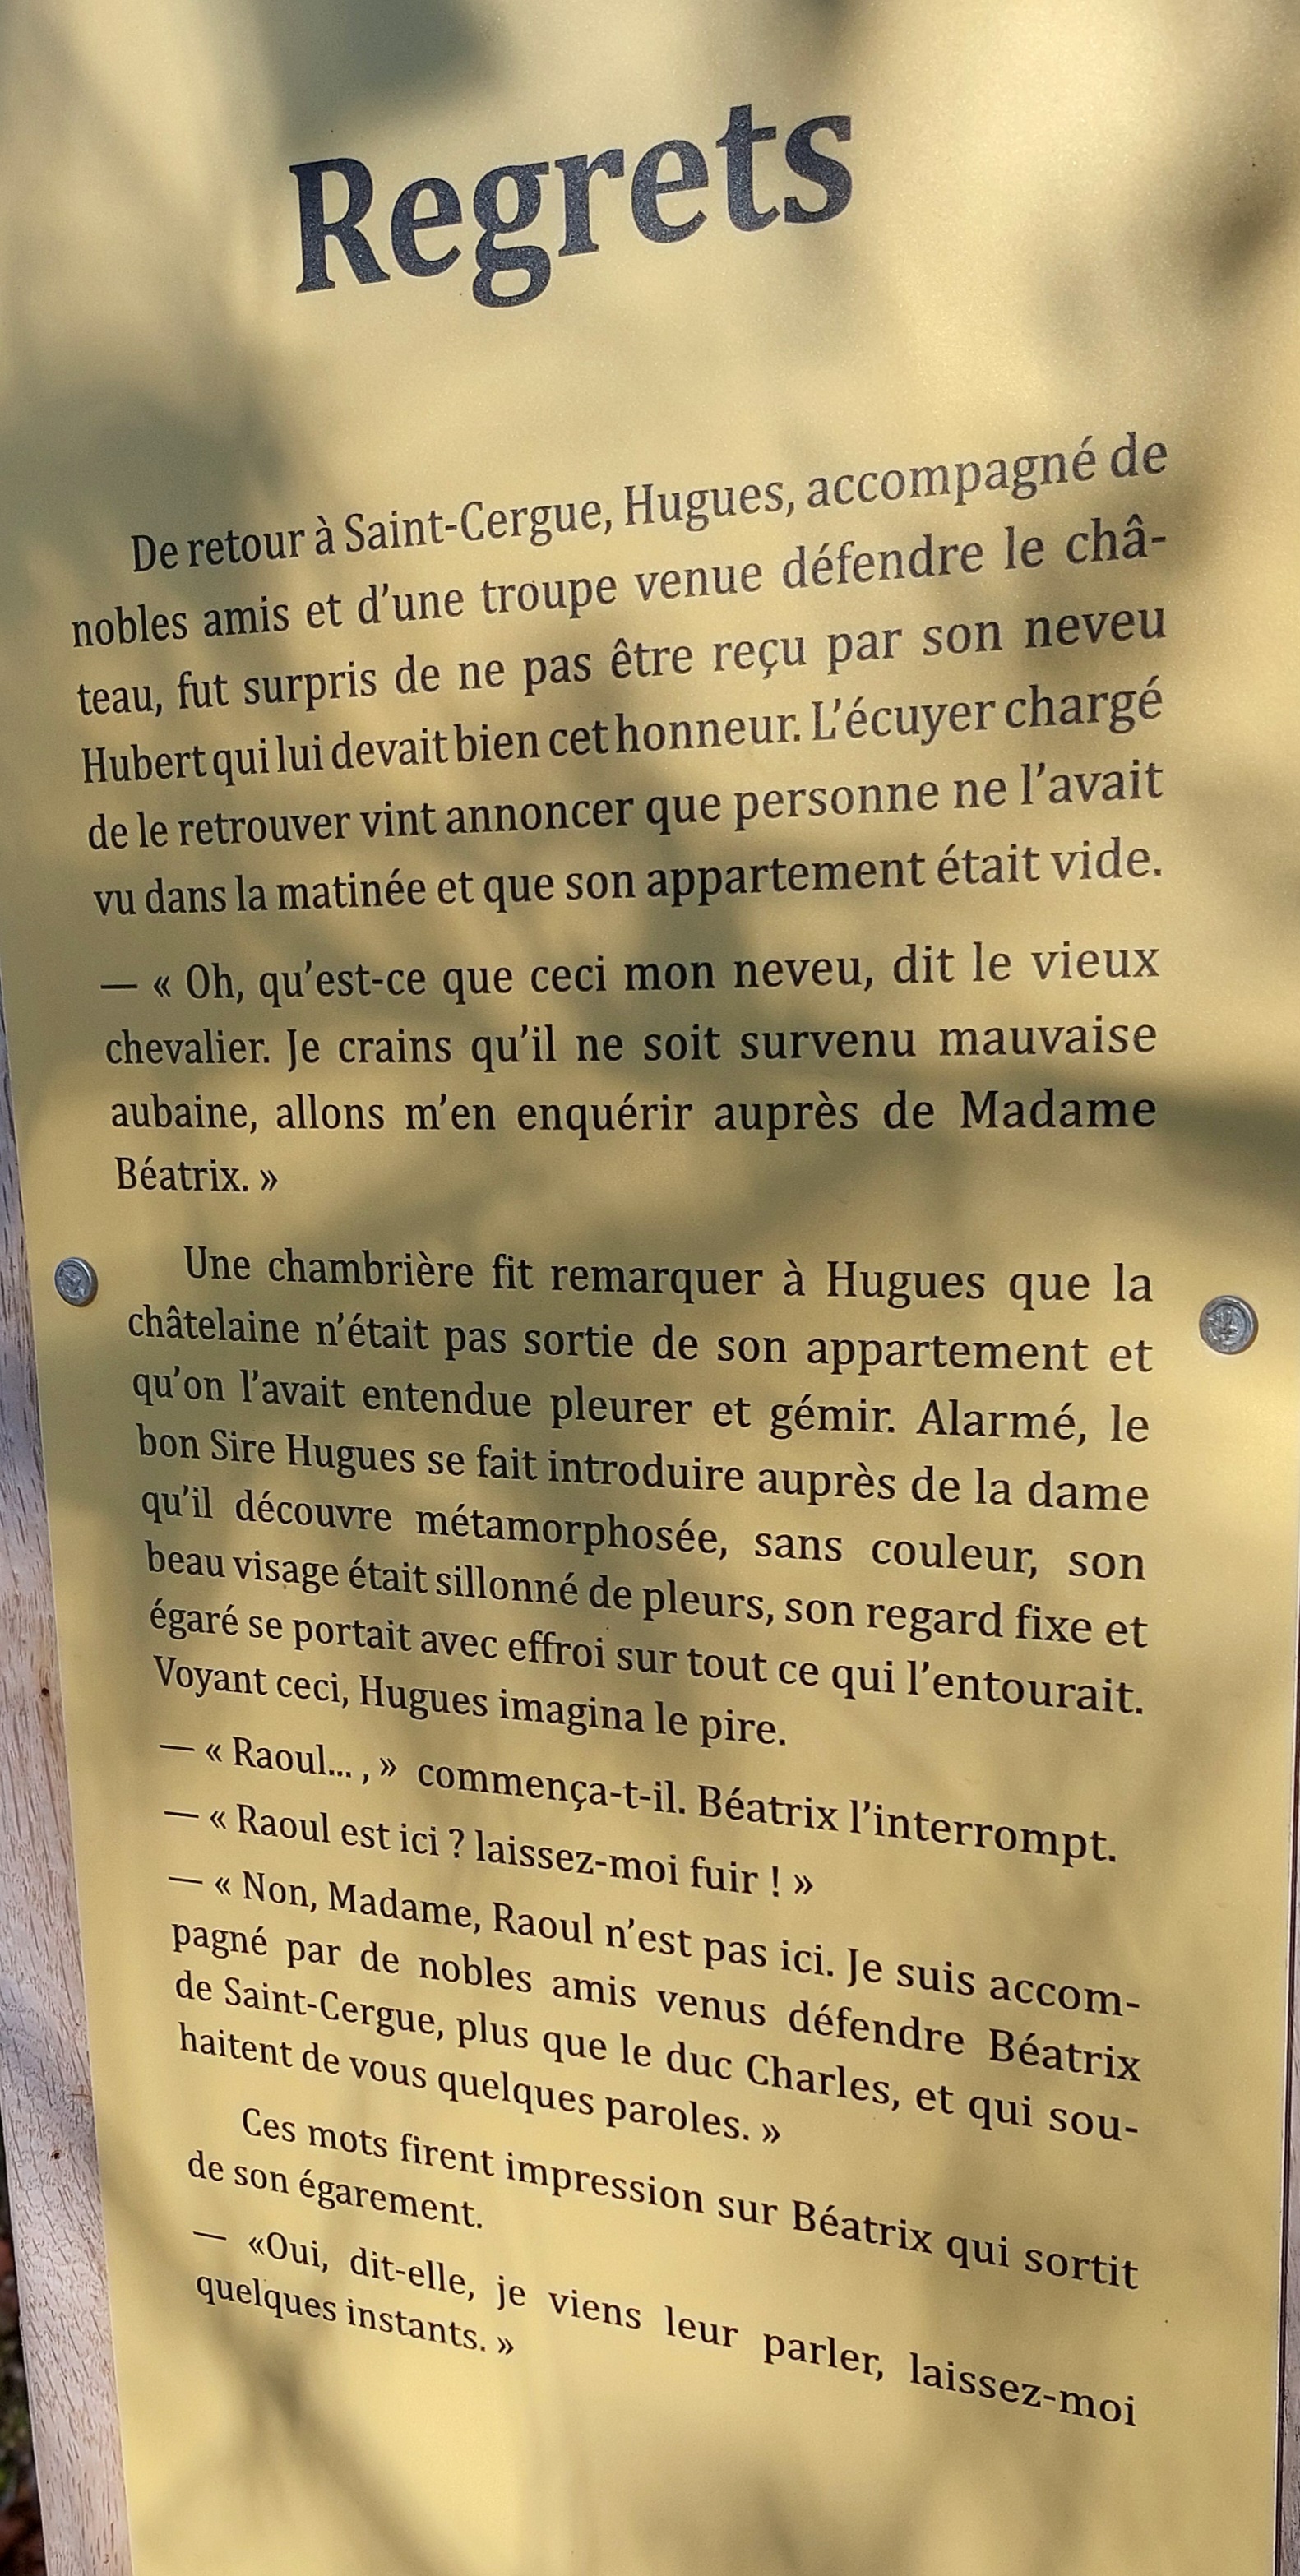 Regrets
De retour à Saint-Cergue, Hugues, accompagné de
nobles amis et d'une troupe venue défendre le châ-
teau, fut surpris de ne pas être reçu par son neveu
Hubert qui lui devait bien cet honneur. L'écuyer chargé
de le retrouver vint annoncer que personne ne l'avait
vu dans la matinée et que son appartement était vide.
— « Oh, qu'est-ce que ceci mon neveu, dit le vieux
chevalier. Je crains qu'il ne soit survenu mauvaise
aubaine, allons m'en enquérir auprès de Madame
Béatrix. »
Une chambrière fit remarquer à Hugues que la
châtelaine n'était pas sortie de son appartement et
qu'on l'avait entendue pleurer et gémir. Alarmé, le
bon Sire Hugues se fait introduire auprès de la dame
qu'il découvre métamorphosée, sans couleur, son
beau visage était sillonné de pleurs, son regard fixe et
égaré se portait avec effroi sur tout ce qui l'entourait.
Voyant ceci, Hugues imagina le pire.
— « Raoul... , » commença-t-il. Béatrix l'interrompt.
— « Raoul est ici ? laissez-moi fuir ! »
— « Non, Madame, Raoul n'est pas ici. Je suis accom-
pagné par de nobles amis venus défendre Béatrix
de Saint-Cergue, plus que le duc Charles, et qui sou-
haitent de vous quelques paroles. »
Ces mots firent impression sur Béatrix qui sortit
de son égarement.
— «Oui, dit-elle, je viens leur parler, laissez-moi
quelques instants. »